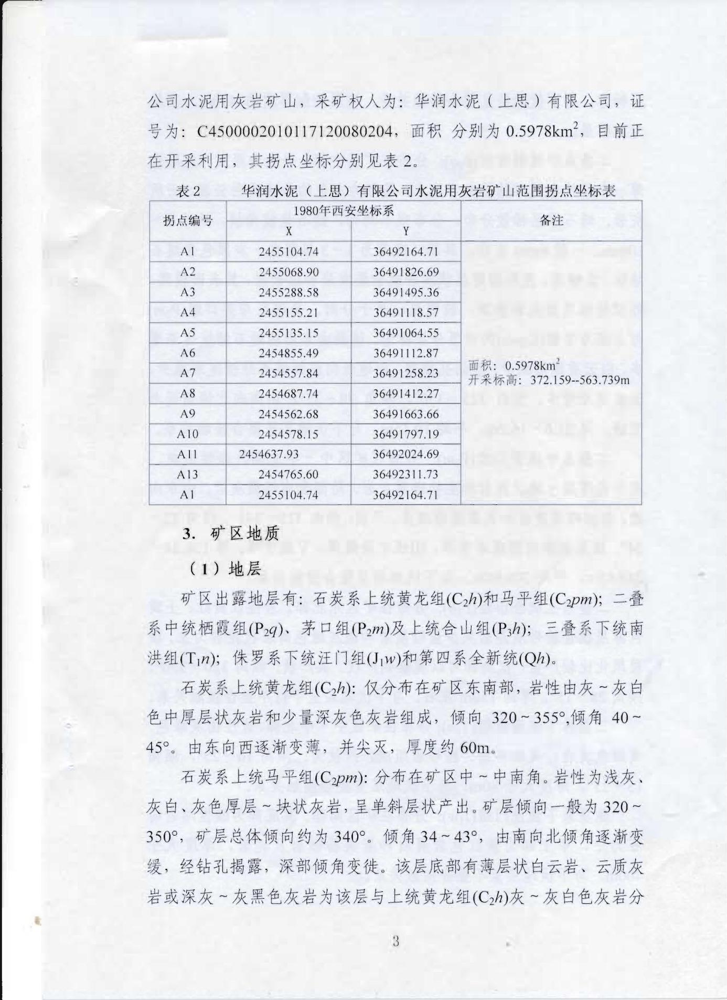 公司水泥用灰岩矿山，采矿权人为：华润水泥（上思）有限公司，证
号为：C4500002010117120080204，面积 分别为 0.5978km²，目前正
在开采利用，其拐点坐标分别见表 2。
表 2 华润水泥（上思）有限公司水泥用灰岩矿山范围拐点坐标表
拐点编号 1980年西安坐标系 备注
X Y
A1 2455104.74 36492164.71
A2 2455068.90 36491826.69
A3 2455288.58 36491495.36
A4 2455155.21 36491118.57
A5 2455135.15 36491064.55
A6 2454855.49 36491112.87
A7 2454557.84 36491258.23
A8 2454687.74 36491412.27
A9 2454562.68 36491663.66
A10 2454578.15 36491797.19
A11 2454637.93 36492024.69
A13 2454765.60 36492311.73
A1 2455104.74 36492164.71
面积：0.5978km²
开采标高：372.159--563.739m
3．矿区地质
（1）地层
矿区出露地层有：石炭系上统黄龙组(C₂h)和马平组(C₂pm)；二叠
系中统栖霞组(P₂q)、茅口组(P₂m)及上统合山组(P₃h)；三叠系下统南
洪组(T₁n)；侏罗系下统汪门组(J₁w)和第四系全新统(Qh)。
石炭系上统黄龙组(C₂h)：仅分布在矿区东南部，岩性由灰～灰白
色中厚层状灰岩和少量深灰色灰岩组成，倾向 320～355°,倾角 40～
45°。由东向西逐渐变薄，并尖灭，厚度约 60m。
石炭系上统马平组(C₂pm)：分布在矿区中～中南角。岩性为浅灰、
灰白、灰色厚层～块状灰岩，呈单斜层状产出。矿层倾向一般为 320～
350°，矿层总体倾向约为 340°。倾角 34～43°，由南向北倾角逐渐变
缓，经钻孔揭露，深部倾角变徙。该层底部有薄层状白云岩、云质灰
岩或深灰～灰黑色灰岩为该层与上统黄龙组(C₂h)灰～灰白色灰岩分
3